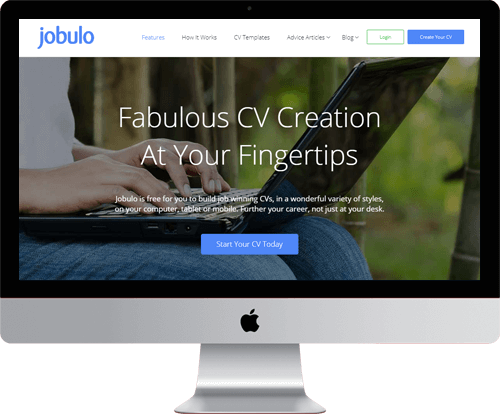 jobulo
Features How It Works CV Templates Advice Articles Blog Login Create Your CV
Fabulous CV Creation
At Your Fingertips
Jobulo is free for you to build job winning CVs, in a wonderful variety of styles,
on your computer, tablet or mobile. Further your career, not just at your desk.
Start Your CV Today